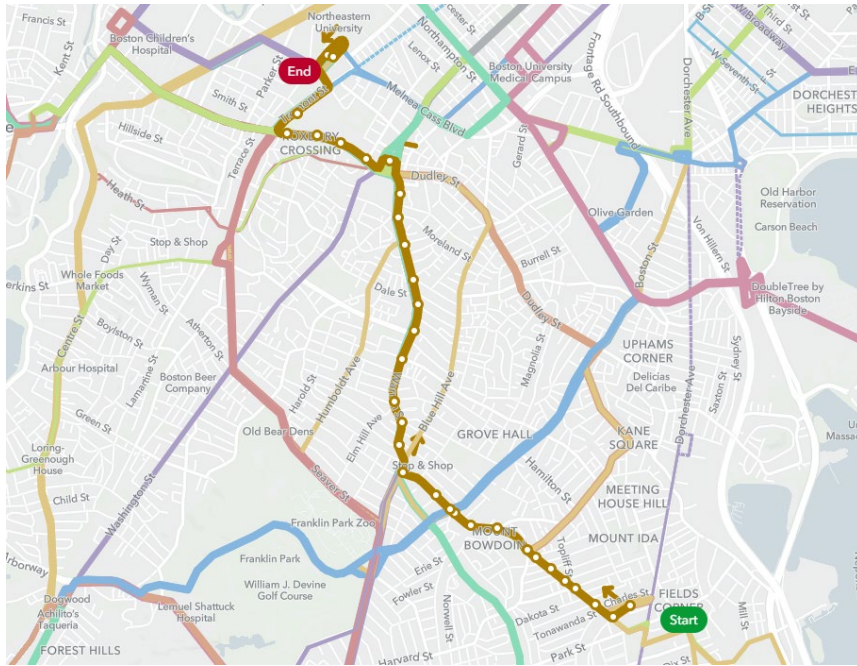 Francis St
Northeastern
University
Boston Children's
Hospital
Kent St
Parker St
End
Lenox St
Northampton St
Boston University
Medical Campus
Frontage Rd Southbound
Dorchester Ave
B-St
W Broadway
Third St
W Seventh St
DORCHESTER
HEIGHTS
Smith St
Melnea Cass Blvd
Hillside St
CROSSING
Terrace St
Gerard St
Dudley St
Heath St
Old Harbor
Reservation
Carson Beach
Olive Garden
Von Hillern St
Day St
Stop & Shop
Moreland St
Burrell St
Boston St
Whole Foods
Market
Perkins St
Wyman St
Dale St
DoubleTree by
Hilton Boston
Bayside
Dudley St
Boylston St
Atherton St
Centre St
Arbour Hospital
Lamartine St
Boston Beer
Company
Magnolia St
UPHAMS
CORNER
Delicias
Del Caribe
Sydney St
Saxton St
Dorchester Ave
Harold St
Humboldt Ave
Blue Hill Ave
Green St
Old Bear Dens
Elm Hill Ave
GROVE HALL
KANE
SQUARE
Loring-
Greenough
House
Stop & Shop
Hamilton St
Seaver St
MEETING
HOUSE HILL
Child St
Washington St
Franklin Park Zoo
MOUNT
BOWDOIN
MOUNT IDA
Topliff St
Arborway
Franklin Park
Erie St
William J. Devine
Golf Course
Fowler St
Charles St
FIELDS
CORNER
Start
Mill St
Dogwood
Achilito's
Taqueria
Lemuel Shattuck
Hospital
Norwell St
Dakota St
Tonawanda St
Park St
FOREST HILLS
Harvard St
Dix St